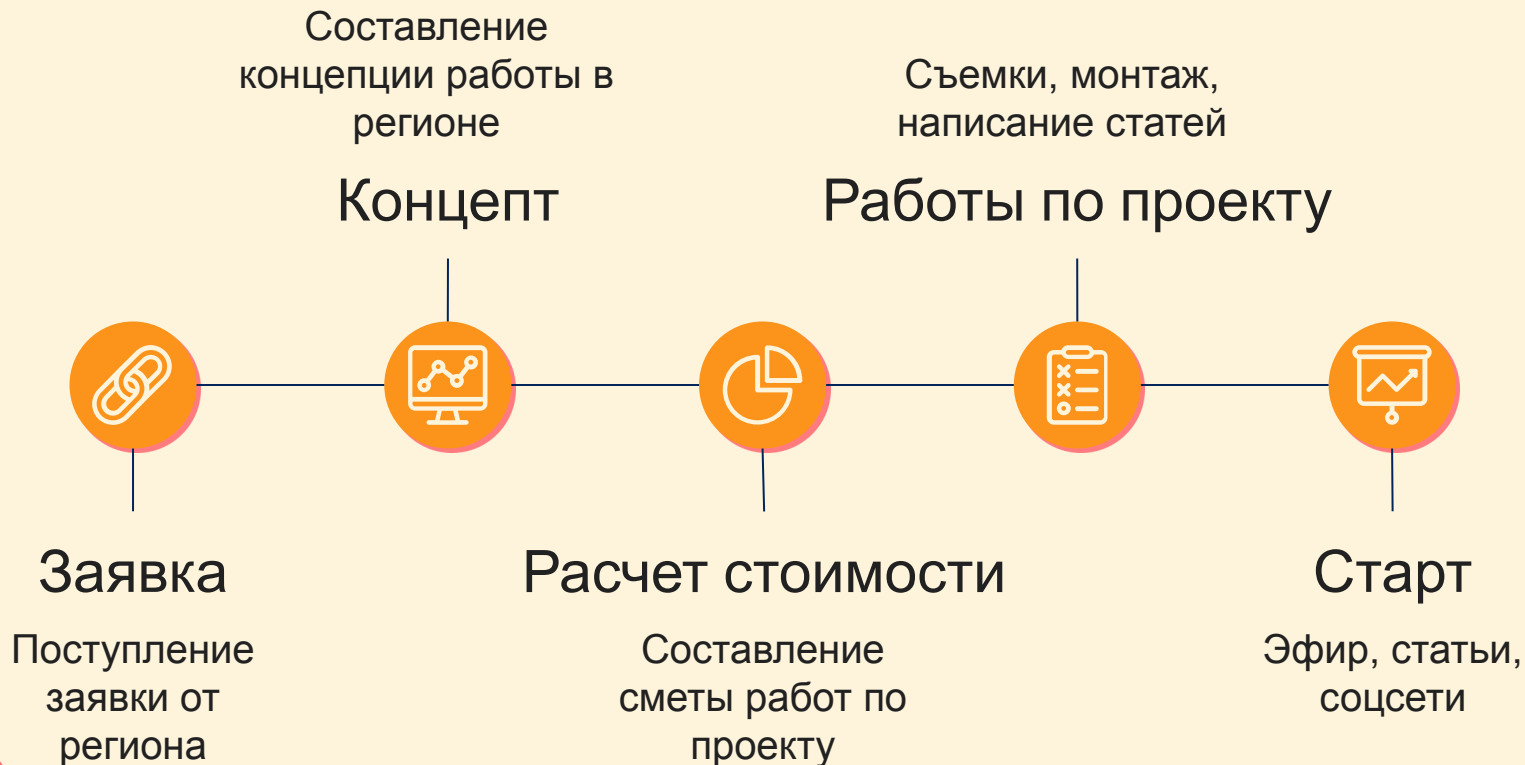 Составление
концепции работы в
регионе
Концепт
Съемки, монтаж,
написание статей
Работы по проекту
Заявка
Поступление
заявки от
региона
Расчет стоимости
Составление
сметы работ по
проекту
Старт
Эфир, статьи,
соцсети